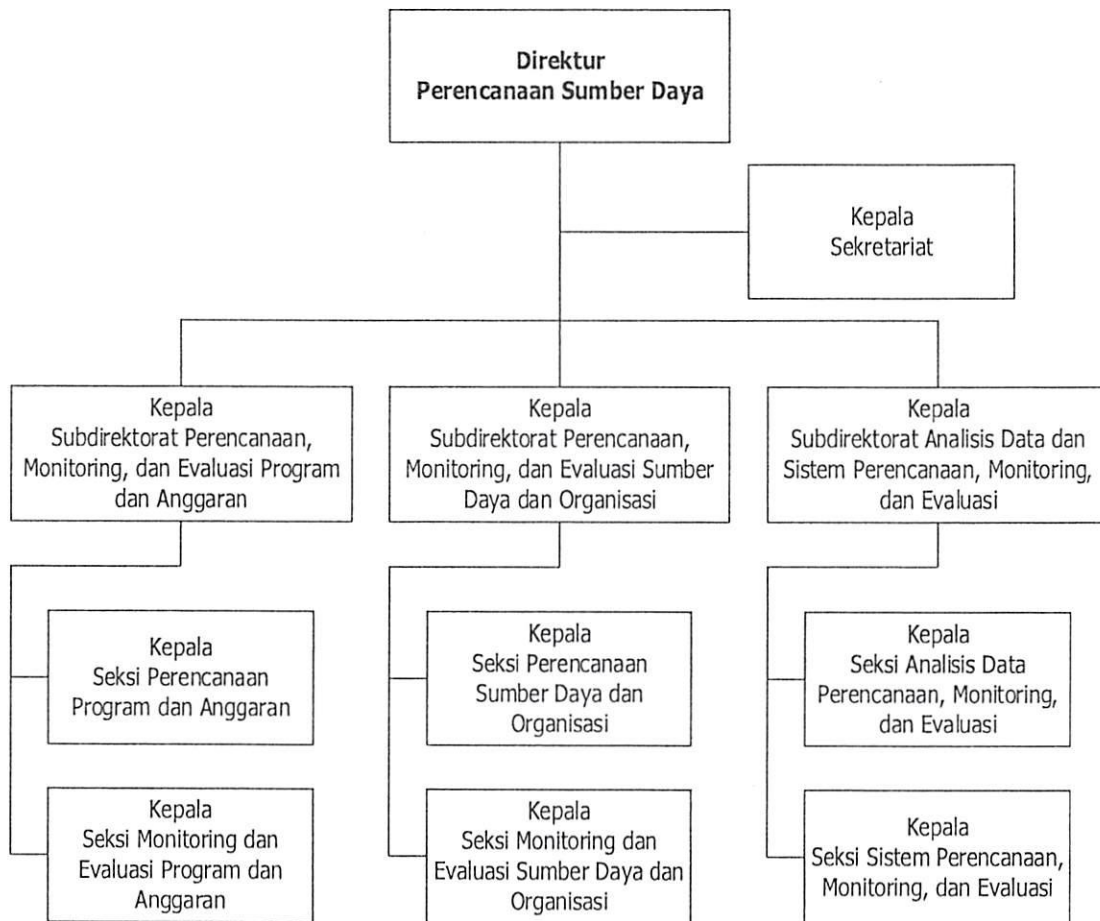 Direktur
Perencanaan Sumber Daya
Kepala
Sekretariat
Kepala
Subdirektorat Perencanaan,
Monitoring, dan Evaluasi Program
dan Anggaran
Kepala
Subdirektorat Perencanaan,
Monitoring, dan Evaluasi Sumber
Daya dan Organisasi
Kepala
Subdirektorat Analisis Data dan
Sistem Perencanaan, Monitoring,
dan Evaluasi
Kepala
Seksi Perencanaan
Program dan Anggaran
Kepala
Seksi Perencanaan
Sumber Daya dan
Organisasi
Kepala
Seksi Analisis Data
Perencanaan, Monitoring,
dan Evaluasi
Kepala
Seksi Monitoring dan
Evaluasi Program dan
Anggaran
Kepala
Seksi Monitoring dan
Evaluasi Sumber Daya dan
Organisasi
Kepala
Seksi Sistem Perencanaan,
Monitoring, dan Evaluasi